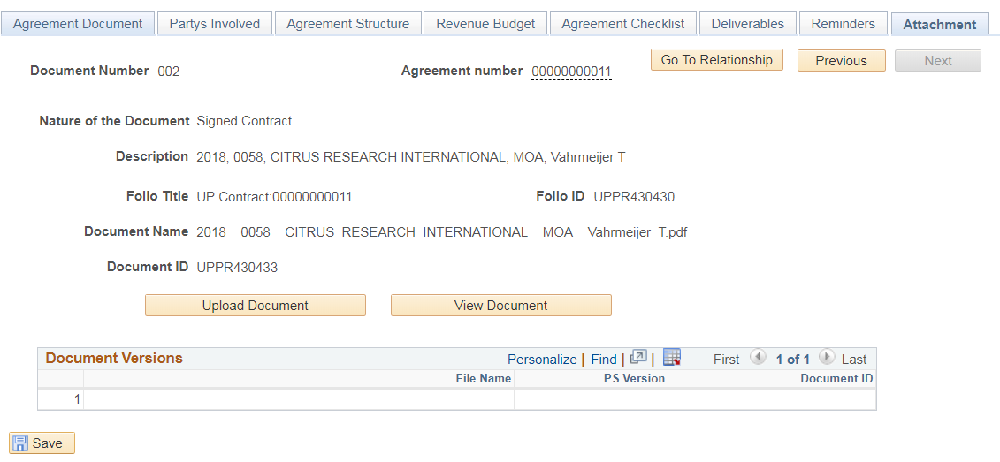 Agreement Document Partys Involved Agreement Structure Revenue Budget Agreement Checklist Deliverables Reminders Attachment
Document Number 002 Agreement number 00000000011 Go To Relationship Previous Next
Nature of the Document Signed Contract
Description 2018, 0058, CITRUS RESEARCH INTERNATIONAL, MOA, Vahrmeijer T
Folio Title UP Contract:00000000011 Folio ID UPPR430430
Document Name 2018__0058__CITRUS_RESEARCH_INTERNATIONAL__MOA__Vahrmeijer_T.pdf
Document ID UPPR430433
Upload Document View Document
Document Versions Personalize | Find | | First 1 of 1 Last
File Name PS Version Document ID
1
Save